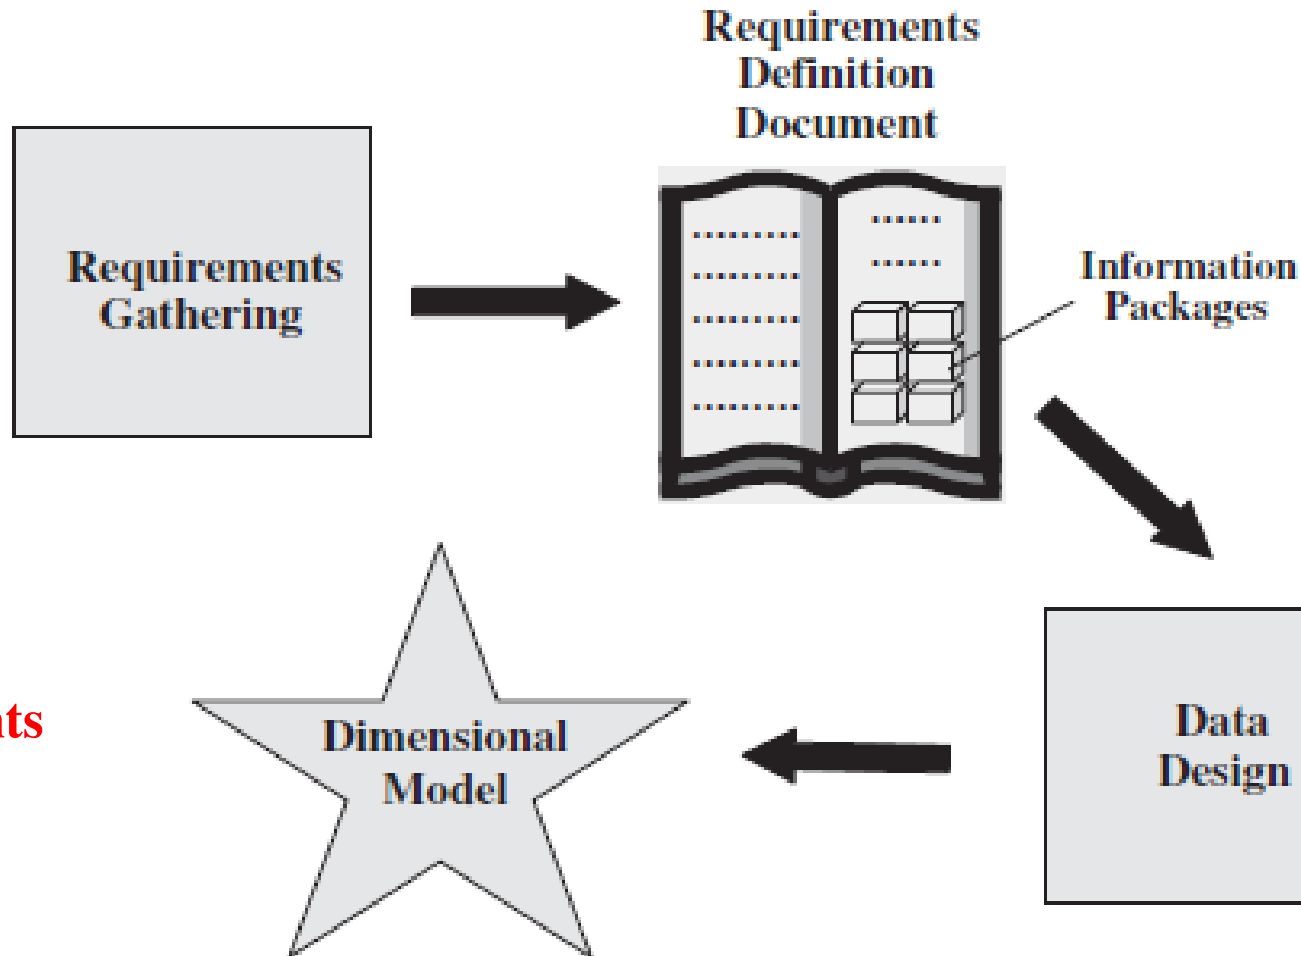 Requirements
Definition
Document
Requirements
Gathering
Information
Packages
Dimensional
Model
Data
Design